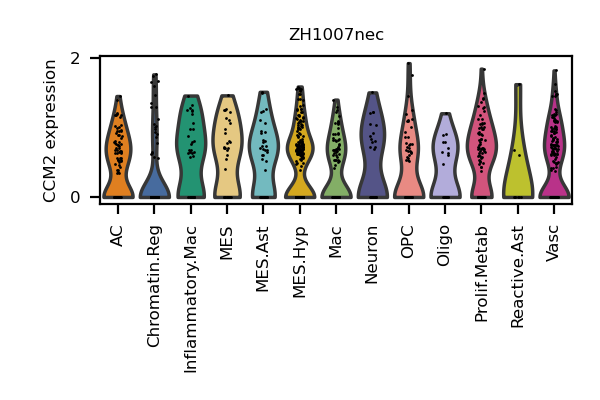 ZH1007nec
CCM2 expression
2
0
AC
Chromatin.Reg
Inflammatory.Mac
MES
MES.Ast
MES.Hyp
Mac
Neuron
OPC
Oligo
Prolif.Metab
Reactive.Ast
Vasc